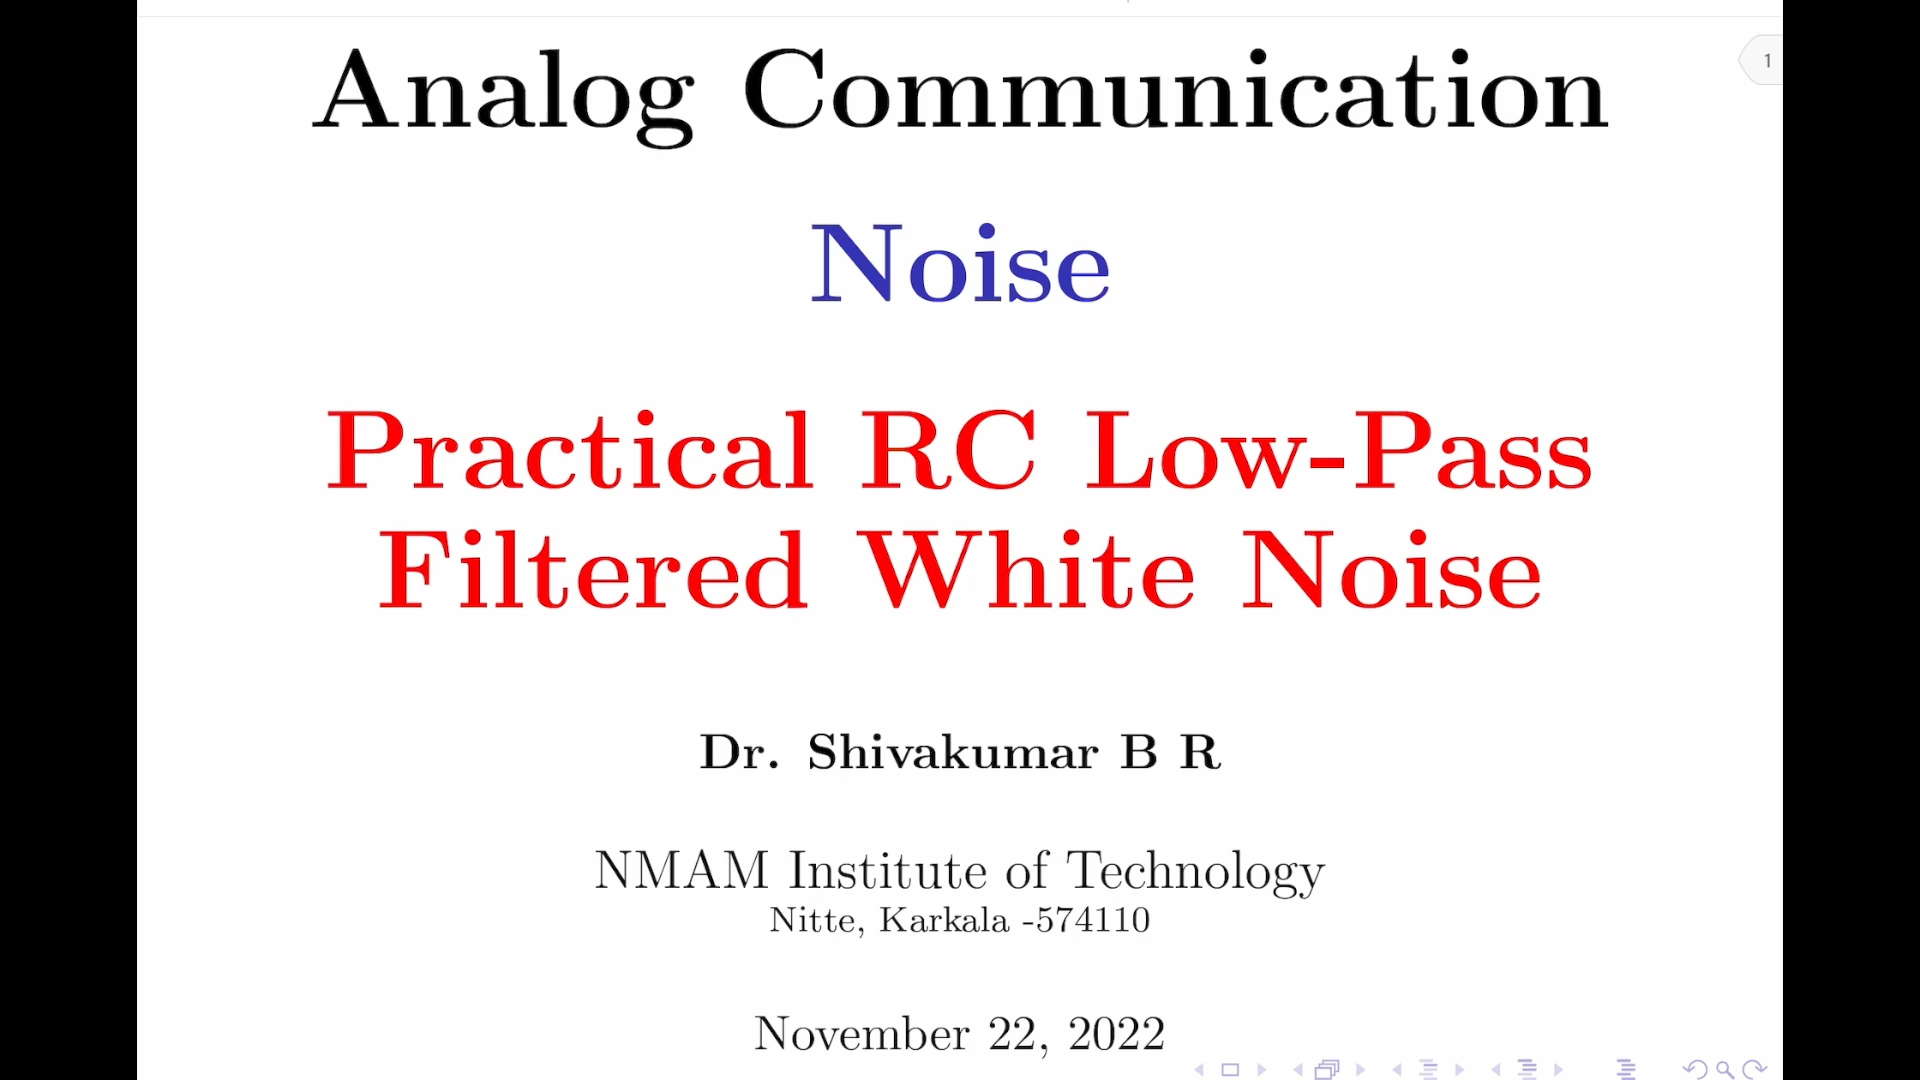 Analog Communication
1
Noise
Practical RC Low-Pass
Filtered White Noise
Dr. Shivakumar B R
NMAM Institute of Technology
Nitte, Karkala -574110
November 22, 2022